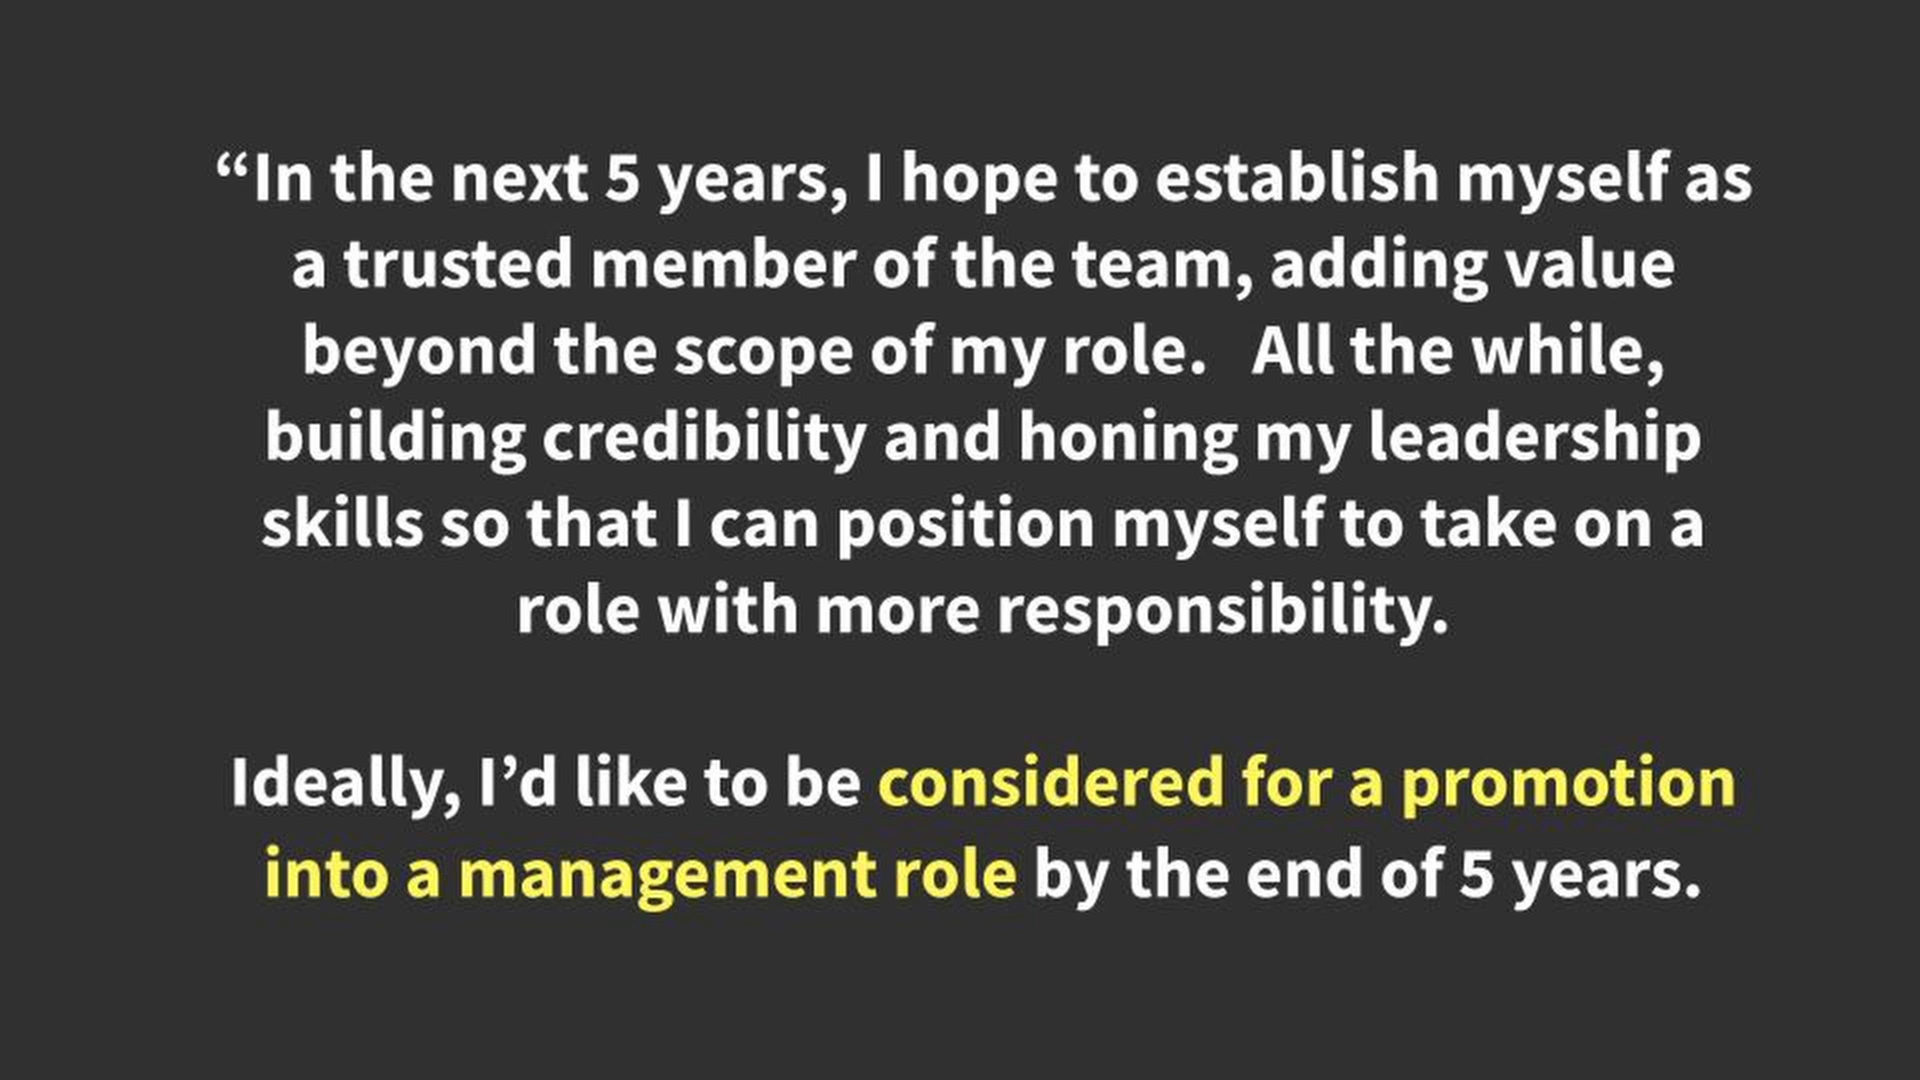 “In the next 5 years, I hope to establish myself as
a trusted member of the team, adding value
beyond the scope of my role.   All the while,
building credibility and honing my leadership
skills so that I can position myself to take on a
role with more responsibility.
Ideally, I’d like to be considered for a promotion
into a management role by the end of 5 years.